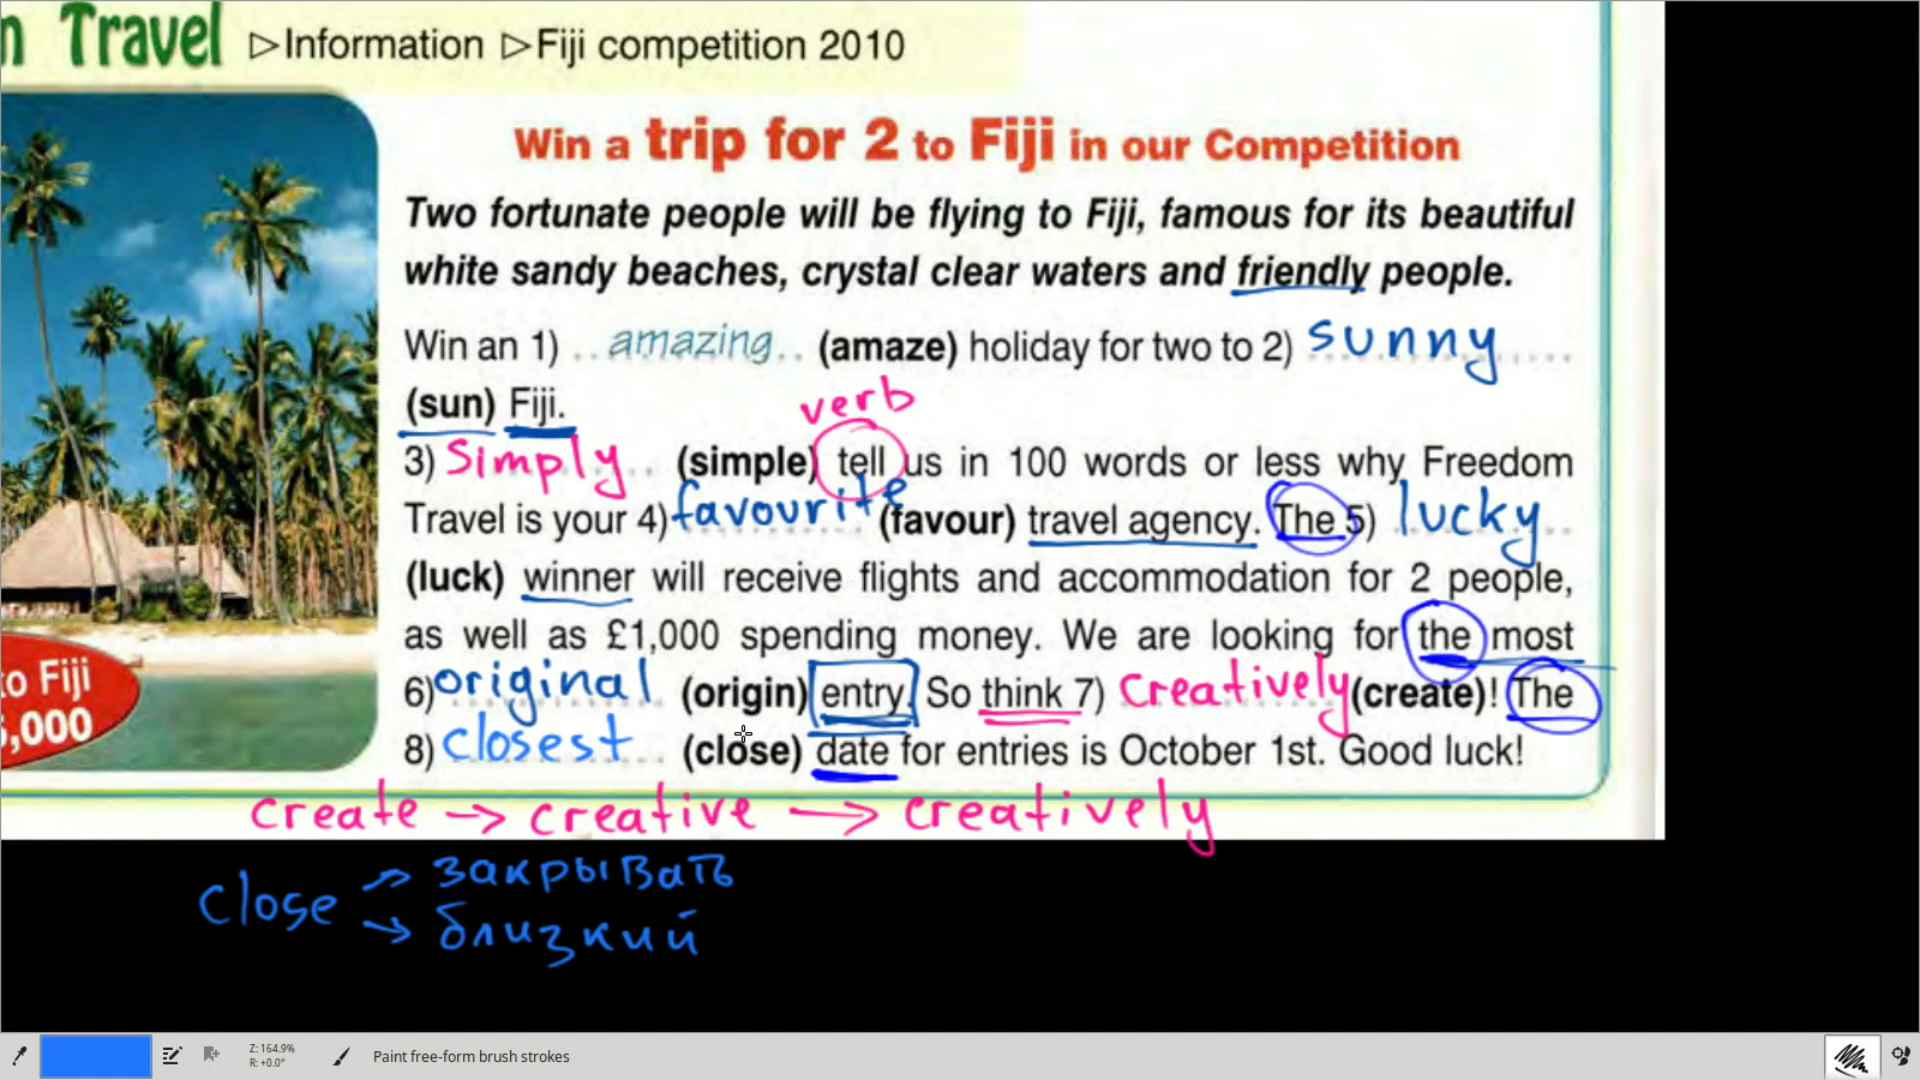 n Travel ▷Information ▷Fiji competition 2010
Win a trip for 2 to Fiji in our Competition
Two fortunate people will be flying to Fiji, famous for its beautiful
white sandy beaches, crystal clear waters and friendly people.
Win an 1) ..amazing.. (amaze) holiday for two to 2) sunny
(sun) Fiji.
verb
3) Simply (simple) tell us in 100 words or less why Freedom
Travel is your 4) favourite (favour) travel agency. The 5) lucky
(luck) winner will receive flights and accommodation for 2 people,
as well as £1,000 spending money. We are looking for the most
6) original (origin) entry. So think 7) creatively (create)! The
8) closest (close) date for entries is October 1st. Good luck!
to Fiji
5,000
create → creative → creatively
close → закрывать
→ близкий
Z: 164.9%
R: +0.0°
Paint free-form brush strokes